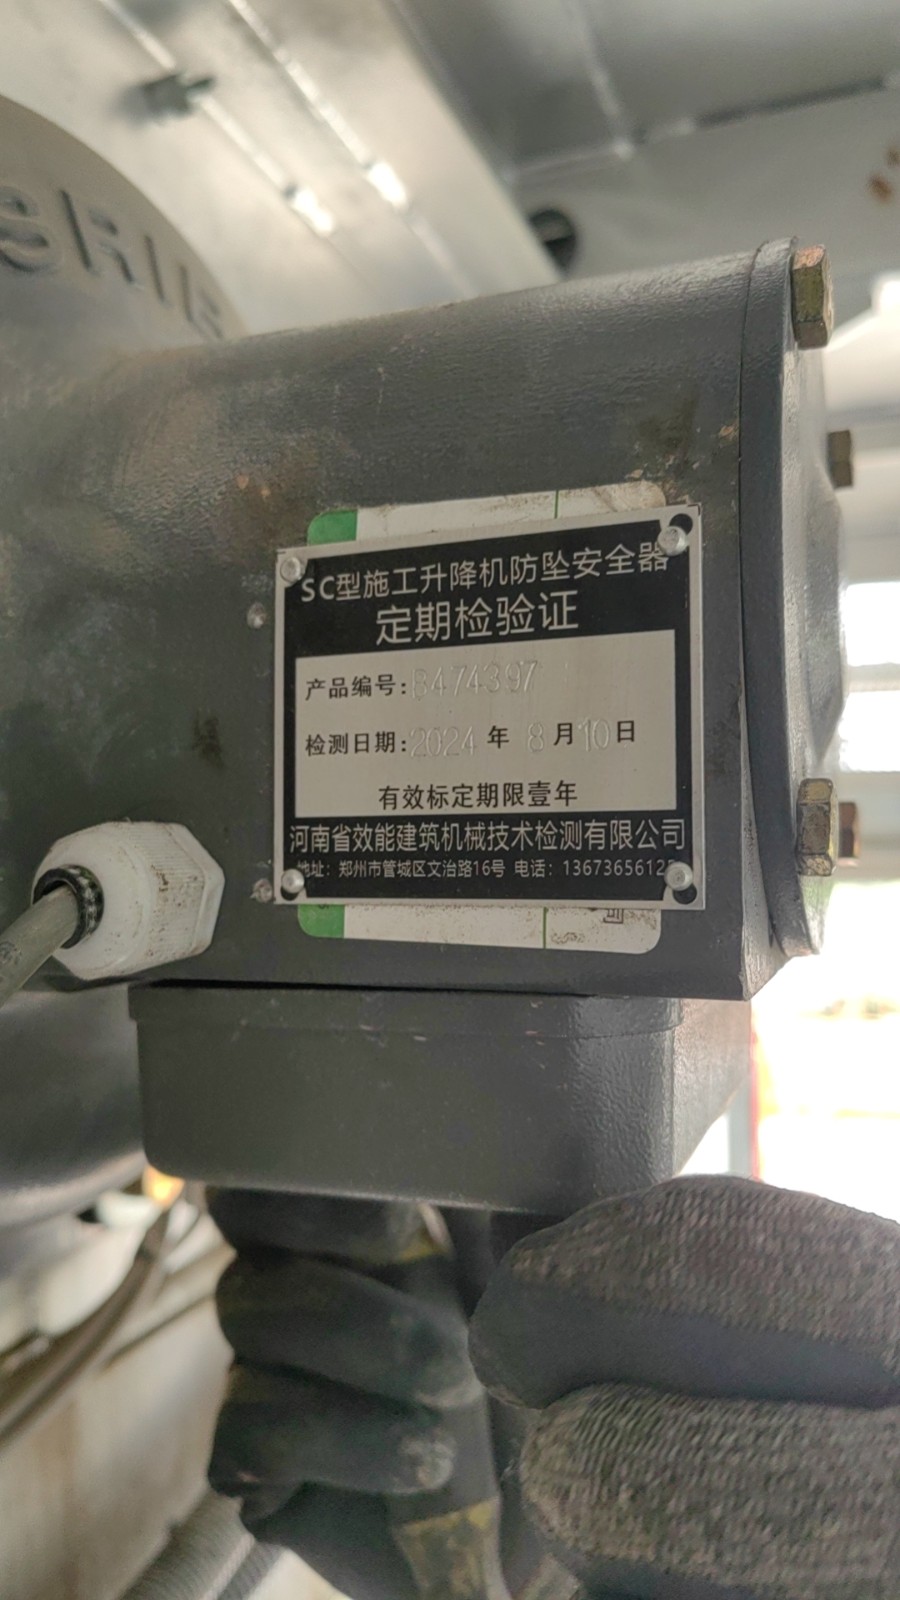 SC型施工升降机防坠安全器
定期检验证
产品编号:B474397
检测日期:2024 年 8 月 10 日
有效标定期限壹年
河南省效能建筑机械技术检测有限公司
地址: 郑州市管城区文治路16号 电话: 1367365612